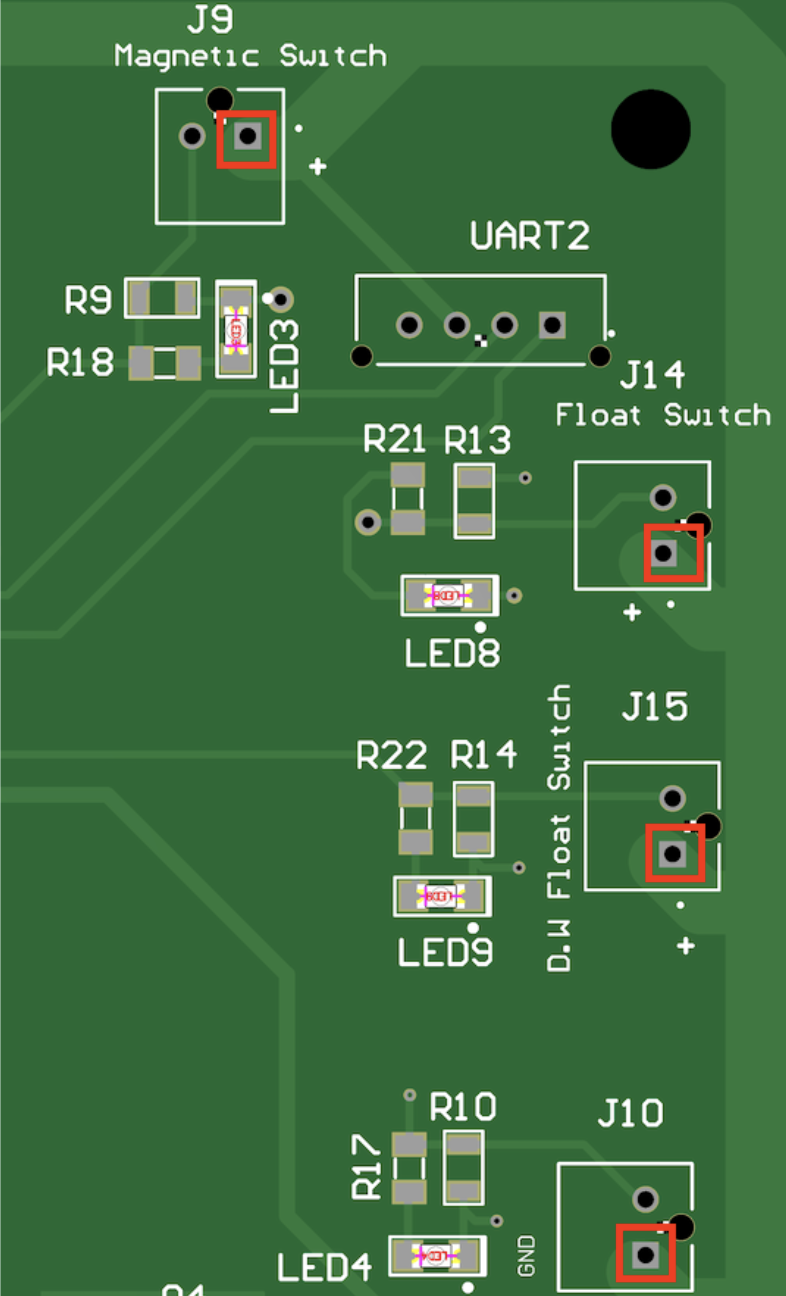 J9
Magnetic Switch
+
UART2
R9
LED3
R18
J14
Float Switch
R21 R13
+
LED8
J15
D.W Float Switch
R22 R14
+
LED9
R10
J10
R17
GND
LED4